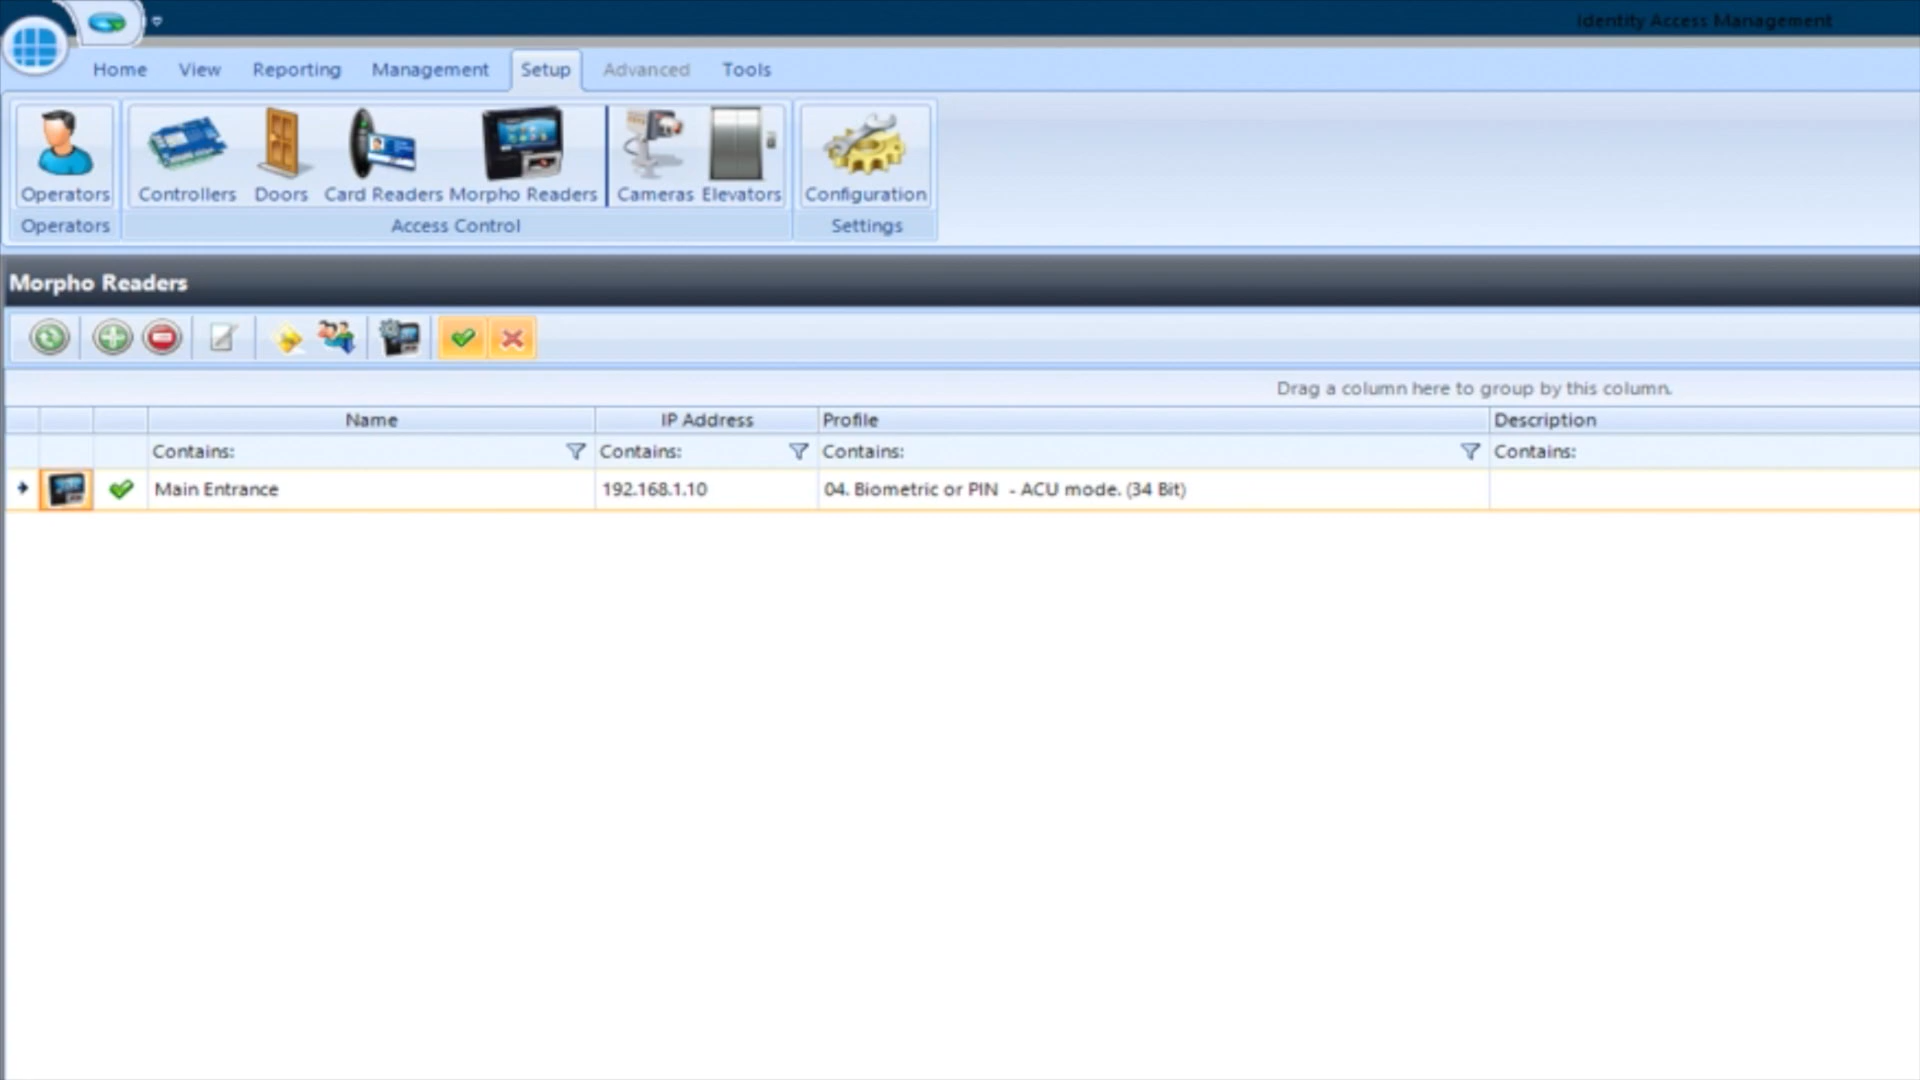 Identity Access Management
Home View Reporting Management Setup Advanced Tools
Operators Controllers Doors Card Readers Morpho Readers Cameras Elevators Configuration
Operators Access Control Settings
Morpho Readers
Drag a column here to group by this column.
Name IP Address Profile Description
Contains: Contains: Contains: Contains:
Main Entrance 192.168.1.10 04. Biometric or PIN - ACU mode. (34 Bit)